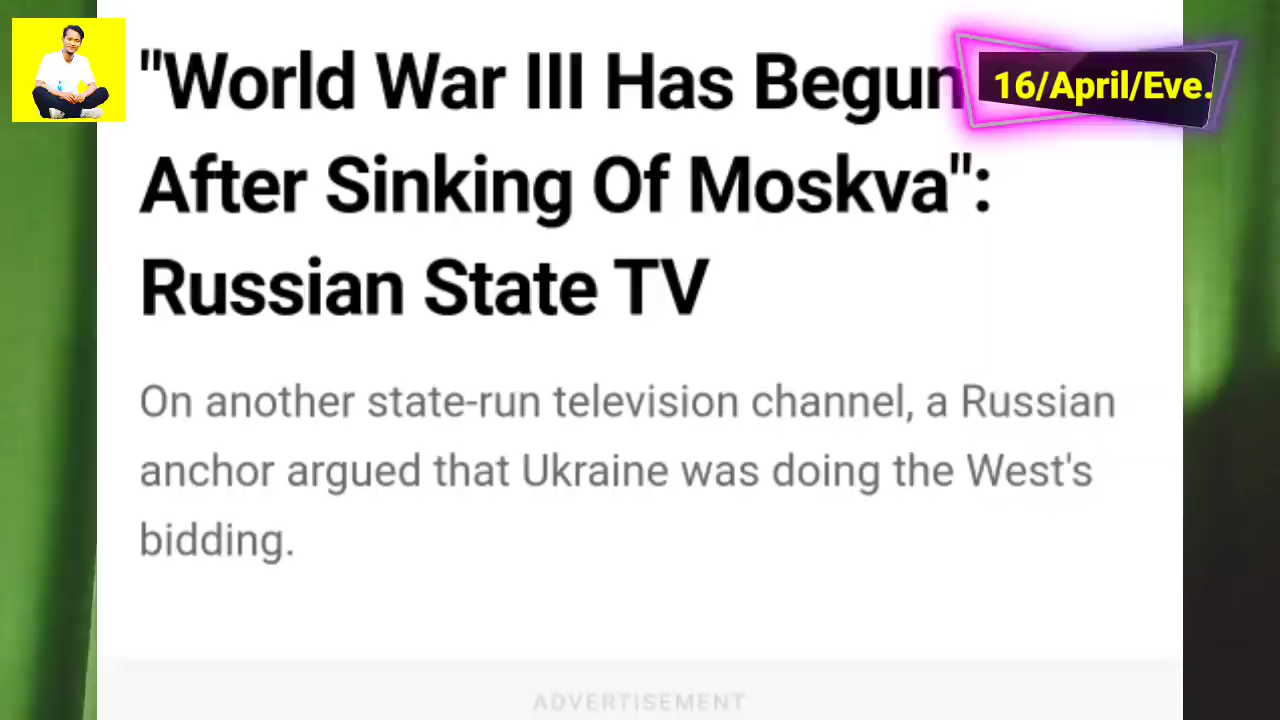 "World War III Has Begun
16/April/Eve.
After Sinking Of Moskva":
Russian State TV
On another state-run television channel, a Russian
anchor argued that Ukraine was doing the West's
bidding.
ADVERTISEMENT